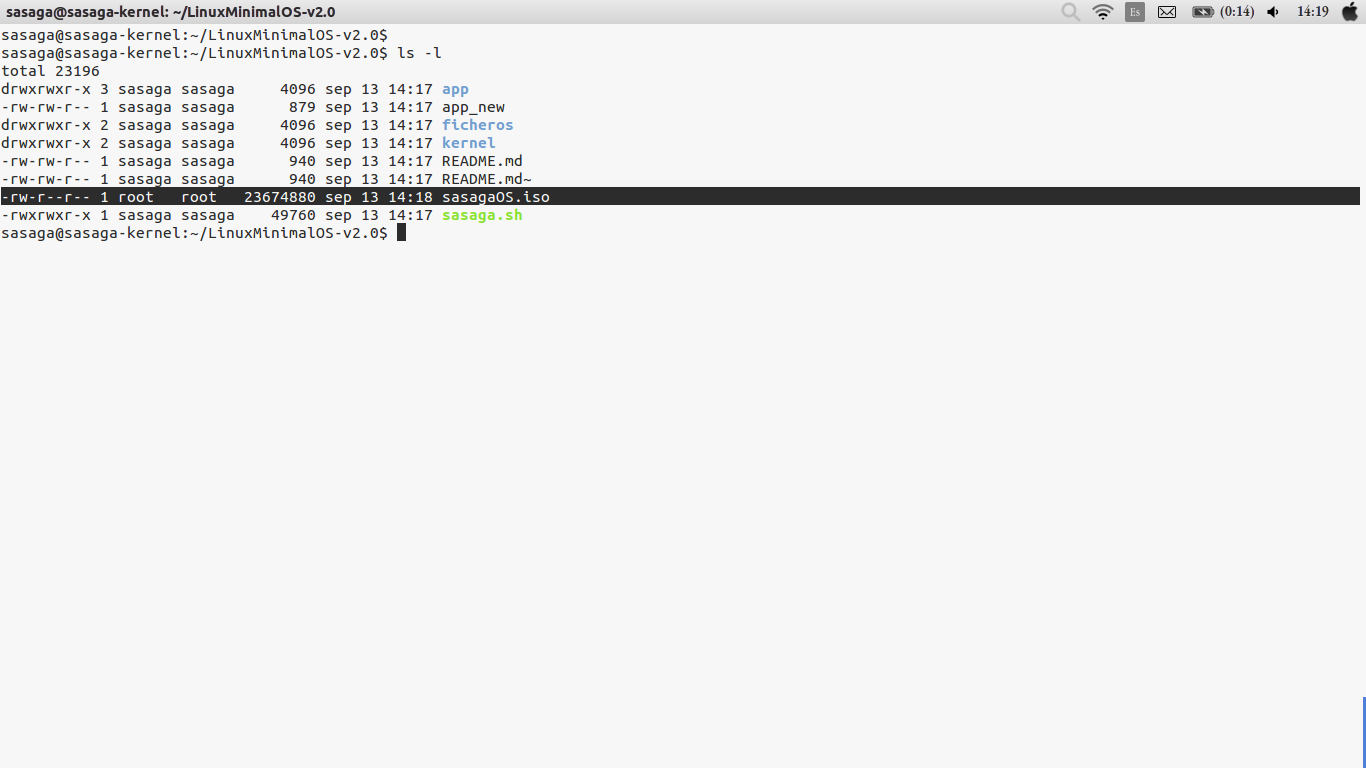 sasaga@sasaga-kernel: ~/LinuxMinimalOS-v2.0 Es (0:14) 14:19
sasaga@sasaga-kernel:~/LinuxMinimalOS-v2.0$
sasaga@sasaga-kernel:~/LinuxMinimalOS-v2.0$ ls -l
total 23196
drwxrwxr-x 3 sasaga sasaga     4096 sep 13 14:17 app
-rw-rw-r-- 1 sasaga sasaga      879 sep 13 14:17 app_new
drwxrwxr-x 2 sasaga sasaga     4096 sep 13 14:17 ficheros
drwxrwxr-x 2 sasaga sasaga     4096 sep 13 14:17 kernel
-rw-rw-r-- 1 sasaga sasaga      940 sep 13 14:17 README.md
-rw-rw-r-- 1 sasaga sasaga      940 sep 13 14:17 README.md~
-rw-r--r-- 1 root   root   23674880 sep 13 14:18 sasagaOS.iso
-rwxrwxr-x 1 sasaga sasaga    49760 sep 13 14:17 sasaga.sh
sasaga@sasaga-kernel:~/LinuxMinimalOS-v2.0$